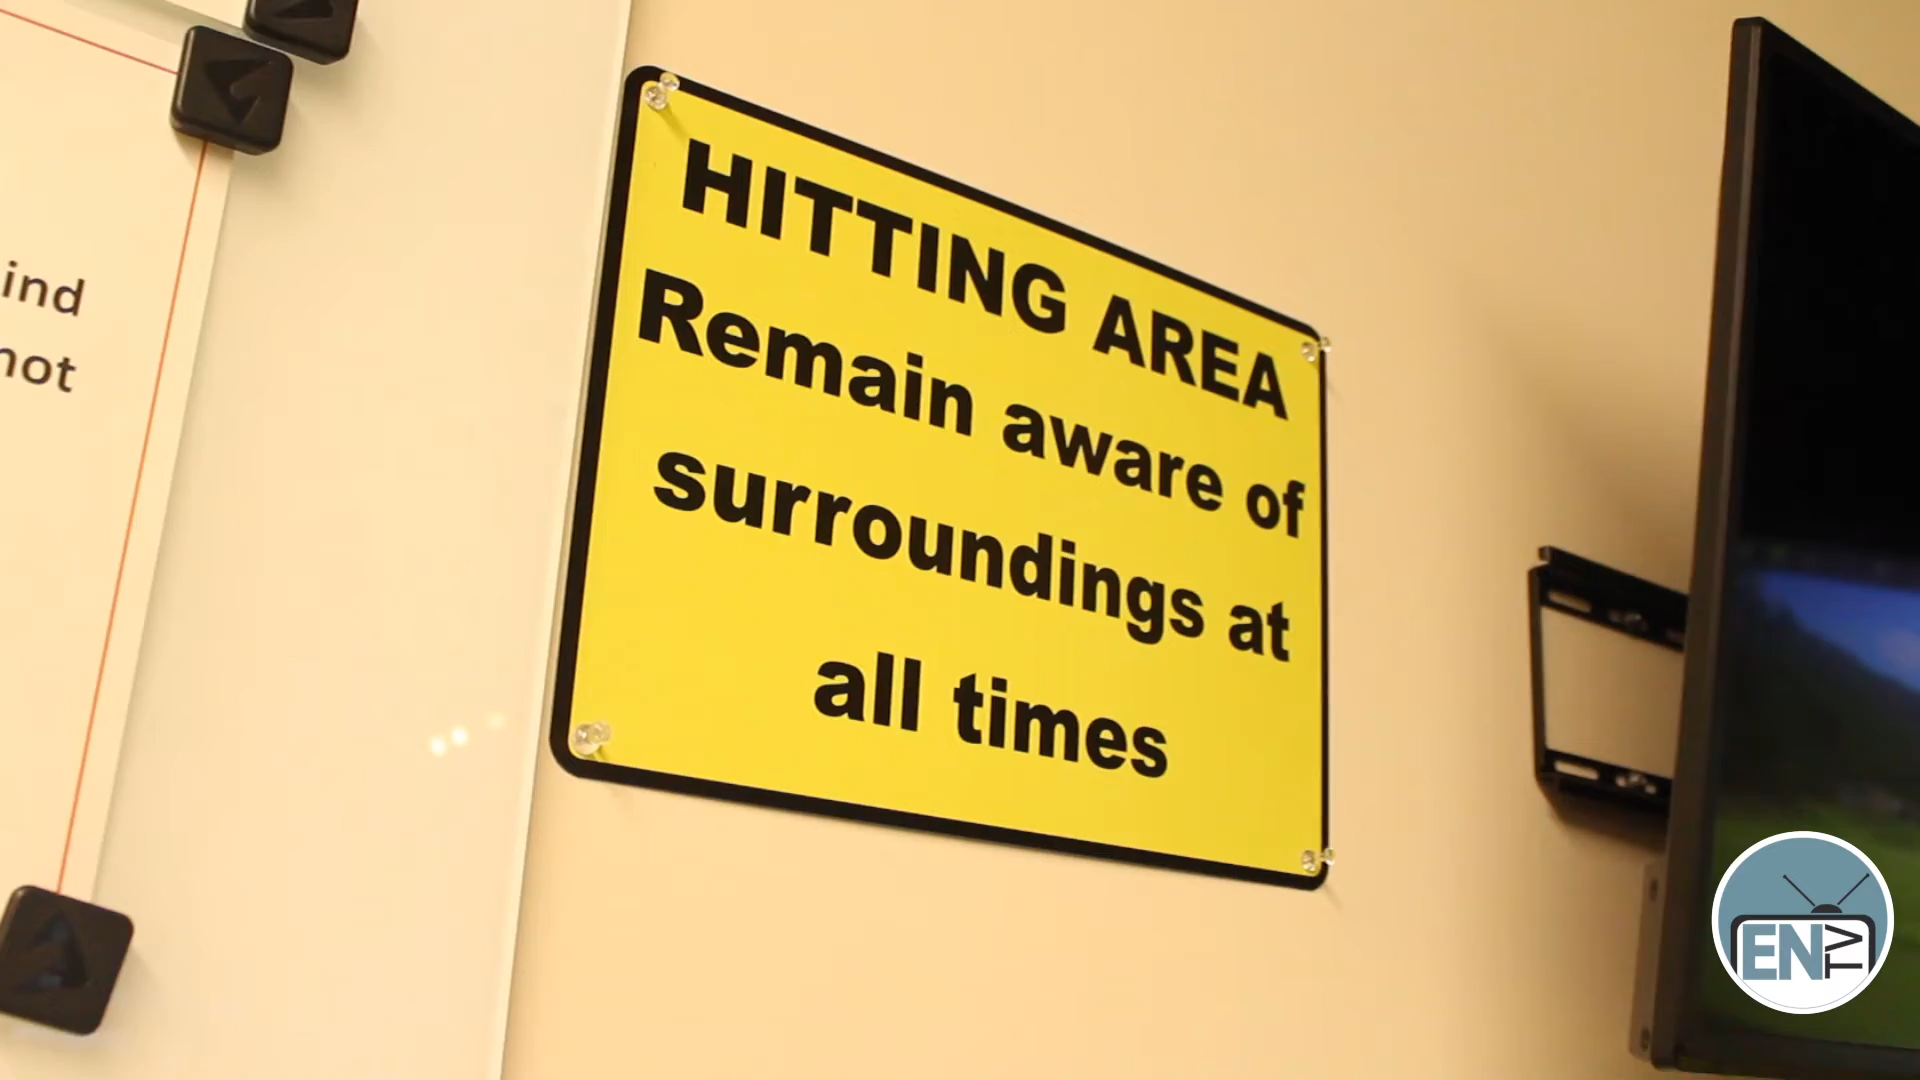 ind
not
HITTING AREA
Remain aware of
surroundings at
all times
EN
TV